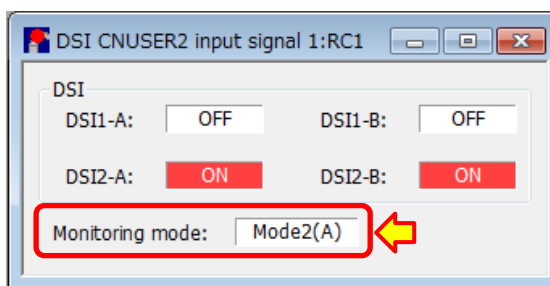 DSI CNUSER2 input signal 1:RC1
DSI
DSI1-A: OFF DSI1-B: OFF
DSI2-A: ON DSI2-B: ON
Monitoring mode: Mode2(A)